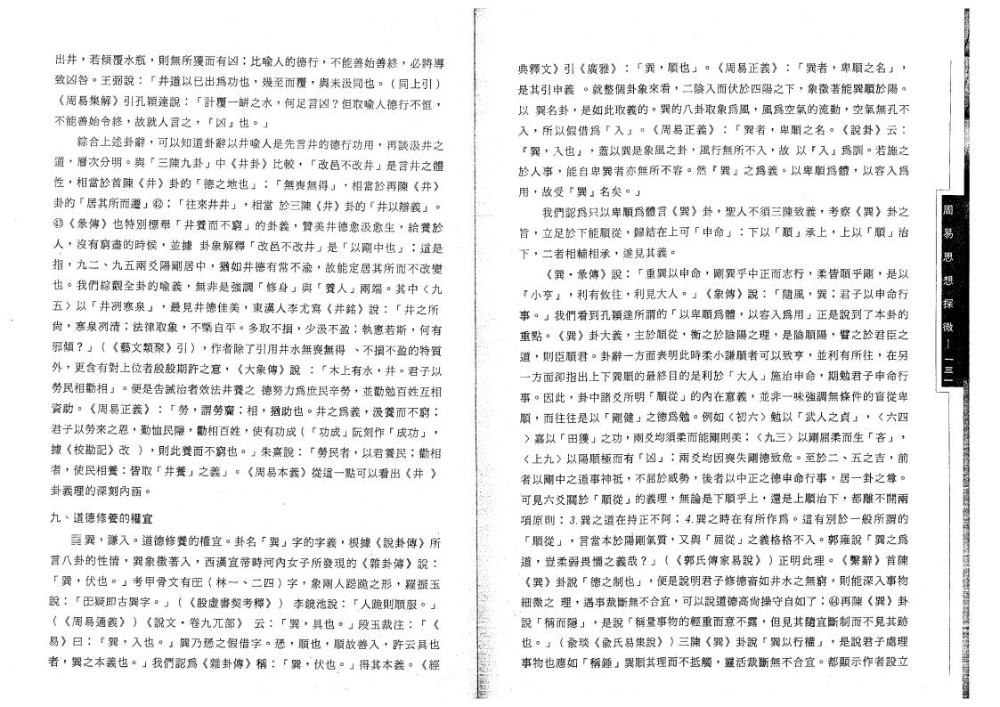 出井，若傾覆水瓶，則無所獲而有凶；比喻人的德行，不能善始善終，必將導
致凶咎。王弼說：「井道以已出爲功也，幾至而覆，與未汲同也。（同上引）
《周易集解》引孔穎達說：「計覆一缾之水，何足言凶？但取喻人德行不恒，
不能善始令終，故就人言之，『凶』也。」
綜合上述卦辭，可以知道卦辭以井喻人是先言井的德行功用，再談汲井之
道，層次分明。與「三陳九卦」中《井卦》比較，「改邑不改井」是言井之體
性，相當於首陳《井》卦的「德之地也」；「無喪無得」，相當於再陳《井》
卦的「居其所而遷」㊷；「往來井井」，相當 於三陳《井》卦的「井以辯義」。
㊸《彖傳》也特別標舉「井養而不窮」的卦義，贊美井德愈汲愈生，給養於
人，沒有窮盡的時候，並據 卦象解釋「改邑不改井」是「以剛中也」；這是
指，九二、九五兩爻陽剛居中，猶如井德有常不渝，故能定居其所而不改變
也。我們綜觀全卦的喻義，無非是強調「修身」與「養人」兩端。其中〈九
五〉以「井冽寒泉」，最見井德佳美，東漢人李尤寫《井銘》說：「井之所
尙，寒泉冽清；法律取象，不槩自平。多取不損，少汲不盈；執憲若斯，何有
邪傾？」（《藝文類聚》引），作者除了引用井水無喪無得 、不損不盈的特質
外，更含有對上位者殷殷期許之意，《大象傳》說 ：「木上有水，井。君子以
勞民相勸相」。便是告誡治者效法井養之 德努力爲庶民辛勞，並勸勉百姓互相
資助。《周易正義》：「勞，謂勞賚；相，猶助也。井之爲義，汲養而不窮；
君子以勞來之恩，勤恤民隱，勸相百姓，使有功成（「功成」阮刻作「成功」，
據《校勘記》改 ），則此養而不窮也。」朱熹說：「勞民者，以君養民；勸相
者，使民相養：皆取「井養」之義」。《周易本義》從這一點可以看出《井 》
卦義理的深刻內涵。
九、道德修養的權宜
䷸巽，謙入。道德修養的權宜。卦名「巽」字的字義，根據《說卦傳》所
言八卦的性情，巽象徵著入，西漢宣帝時河內女子所發現的《雜卦傳》說：
「巽，伏也。」考甲骨文有㔾（林一、二四）字，象兩人跽跪之形，羅振玉
說：「疑即古巽字。」（《殷虛書契考釋》） 李鏡池說：「人跪則順服。」
（《周易通義》）《說文‧卷九丌部》 云：「巽，具也。」段玉裁注：「《
易》曰：『巽，入也。』巽乃愻之假借字。愻，順也，順故善入，許云具也
者，巽之本義也。」我們認爲《雜卦傳》稱：「巽，伏也。」得其本義。《經
典釋文》引《廣雅》：「巽，順也」。《周易正義》：「巽者，卑順之名」，
是其引申義 。就整個卦象來看，二陰入而伏於四陽之下，象徵著能巽順於陽。
以 巽名卦，是如此取義的。巽的八卦取象爲風，風爲空氣的流動，空氣無孔不
入，所以假借爲「入」。《周易正義》：「巽者，卑順之名。《說卦》云：
『巽，入也』，蓋以巽是象風之卦，風行無所不入，故 以『入』爲訓。若施之
於人事，能自卑巽者亦無所不容。然『巽』之爲義。以卑順爲體，以容入爲
用，故受『巽』名矣。」
我們認爲只以卑順爲體言《巽》卦，聖人不須三陳致義，考察《巽》卦之
旨，立足於下能順從，歸結在上可「申命」：下以「順」承上，上以「順」治
下，二者相輔相承，遂見其義。
《巽‧彖傳》說：「重巽以申命，剛巽乎中正而志行，柔皆順乎剛，是以
『小亨』，利有攸往，利見大人。」《象傳》說：「隨風，巽；君子以申命行
事。」我們看到孔穎達所謂的「以卑順爲體，以容入爲用」正是說到了本卦的
重點。《巽》卦大義，主於順從，衡之於陰陽之理，是陰順陽，譬之於君臣之
道，則臣順君。卦辭一方面表明此時柔小謙順者可以致亨，並利有所往，在另
一方面卻指出上下巽順的最終目的是利於「大人」施治申命，期勉君子申命行
事。因此，卦中諸爻所明「順從」的內在意義，並非一味強調無條件的盲從卑
順，而往往是以「剛健」之德爲勉。例如〈初六〉勉以「武人之貞」，〈六四
〉嘉以「田獲」之功，兩爻均須柔而能剛則美；〈九三〉以剛屈柔而生「吝」，
〈上九〉以陽順極而有「凶」；兩爻均因喪失剛德致危。至於二、五之吉，前
者以剛中之道事神祇，不屈於威勢，後者以中正之德申命行事，居一卦之尊。
可見六爻關於「順從」的義理，無論是下順乎上，還是上順治下，都離不開兩
項原則：3.巽之道在持正不阿；4.巽之時在有所作爲。這有別於一般所謂的
「順從」，言當本於陽剛氣質，又與「屈從」之義格格不入。郭雍說「巽之爲
道，豈柔弱畏懦之義哉？」（《郭氏傳家易說》）正明此理。《繫辭》首陳
《巽》卦說「德之制也」，便是說明君子修德畜如井水之無窮，則能深入事物
細微之 理，遇事裁斷無不合宜，可以說道德高尙操守自如了；㊹再陳《巽》卦
說「稱而隱」，是說「稱量事物的輕重而意不露，但見其隨宜斷制而不見其跡
也。」（俞琰《俞氏易集說》）三陳《巽》卦說「巽以行權」，是說君子處理
事物也應如「稱錘」巽順其理而不抵觸，靈活裁斷無不合宜。都顯示作者設立
周易思想探微—一三一